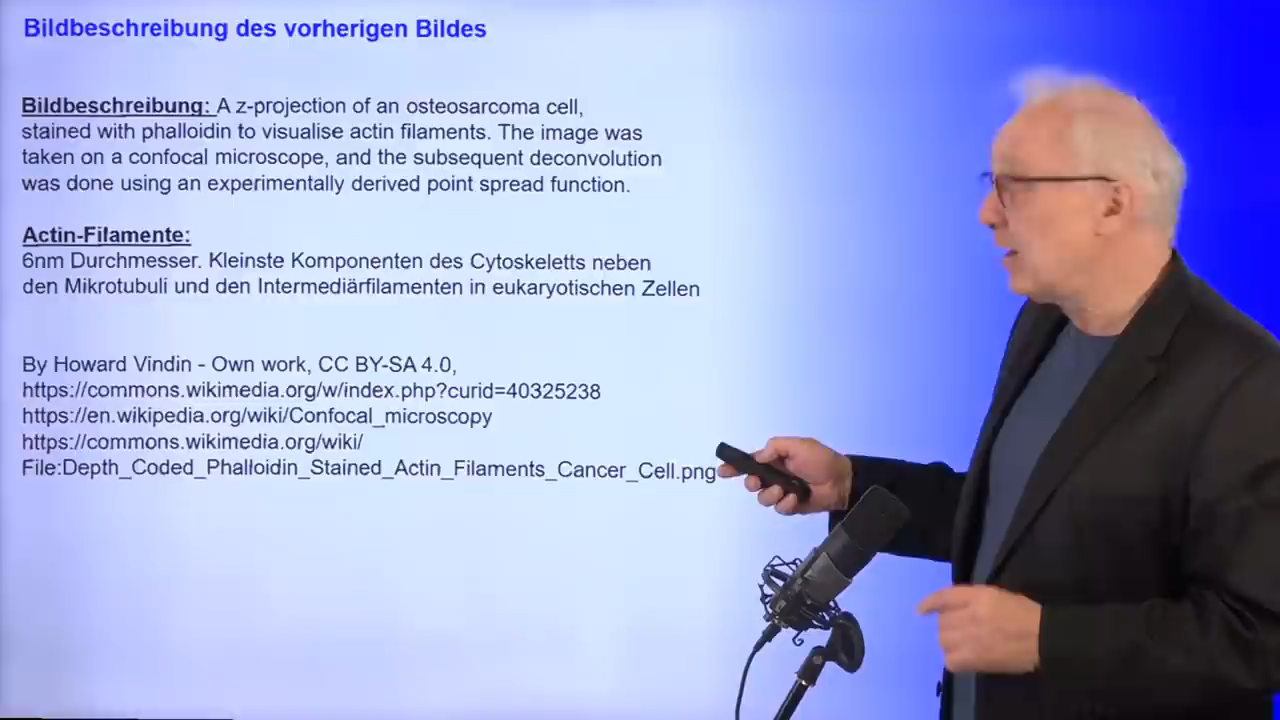 Bildbeschreibung des vorherigen Bildes
Bildbeschreibung: A z-projection of an osteosarcoma cell,
stained with phalloidin to visualise actin filaments. The image was
taken on a confocal microscope, and the subsequent deconvolution
was done using an experimentally derived point spread function.
Actin-Filamente:
6nm Durchmesser. Kleinste Komponenten des Cytoskeletts neben
den Mikrotubuli und den Intermediärfilamenten in eukaryotischen Zellen
By Howard Vindin - Own work, CC BY-SA 4.0,
https://commons.wikimedia.org/w/index.php?curid=40325238
https://en.wikipedia.org/wiki/Confocal_microscopy
https://commons.wikimedia.org/wiki/
File:Depth_Coded_Phalloidin_Stained_Actin_Filaments_Cancer_Cell.png